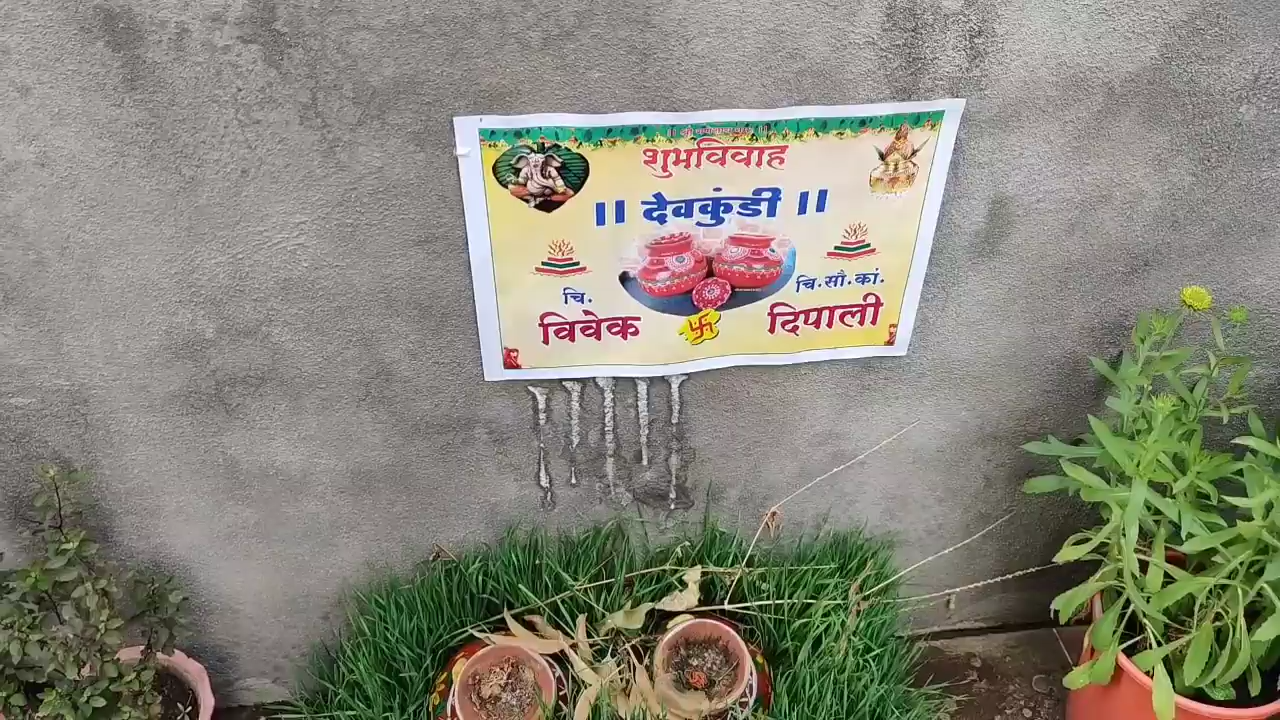 शुभविवाह
|| देवकुंडी ||
चि.
विवेक
चि.सौ.कां.
दिपाली